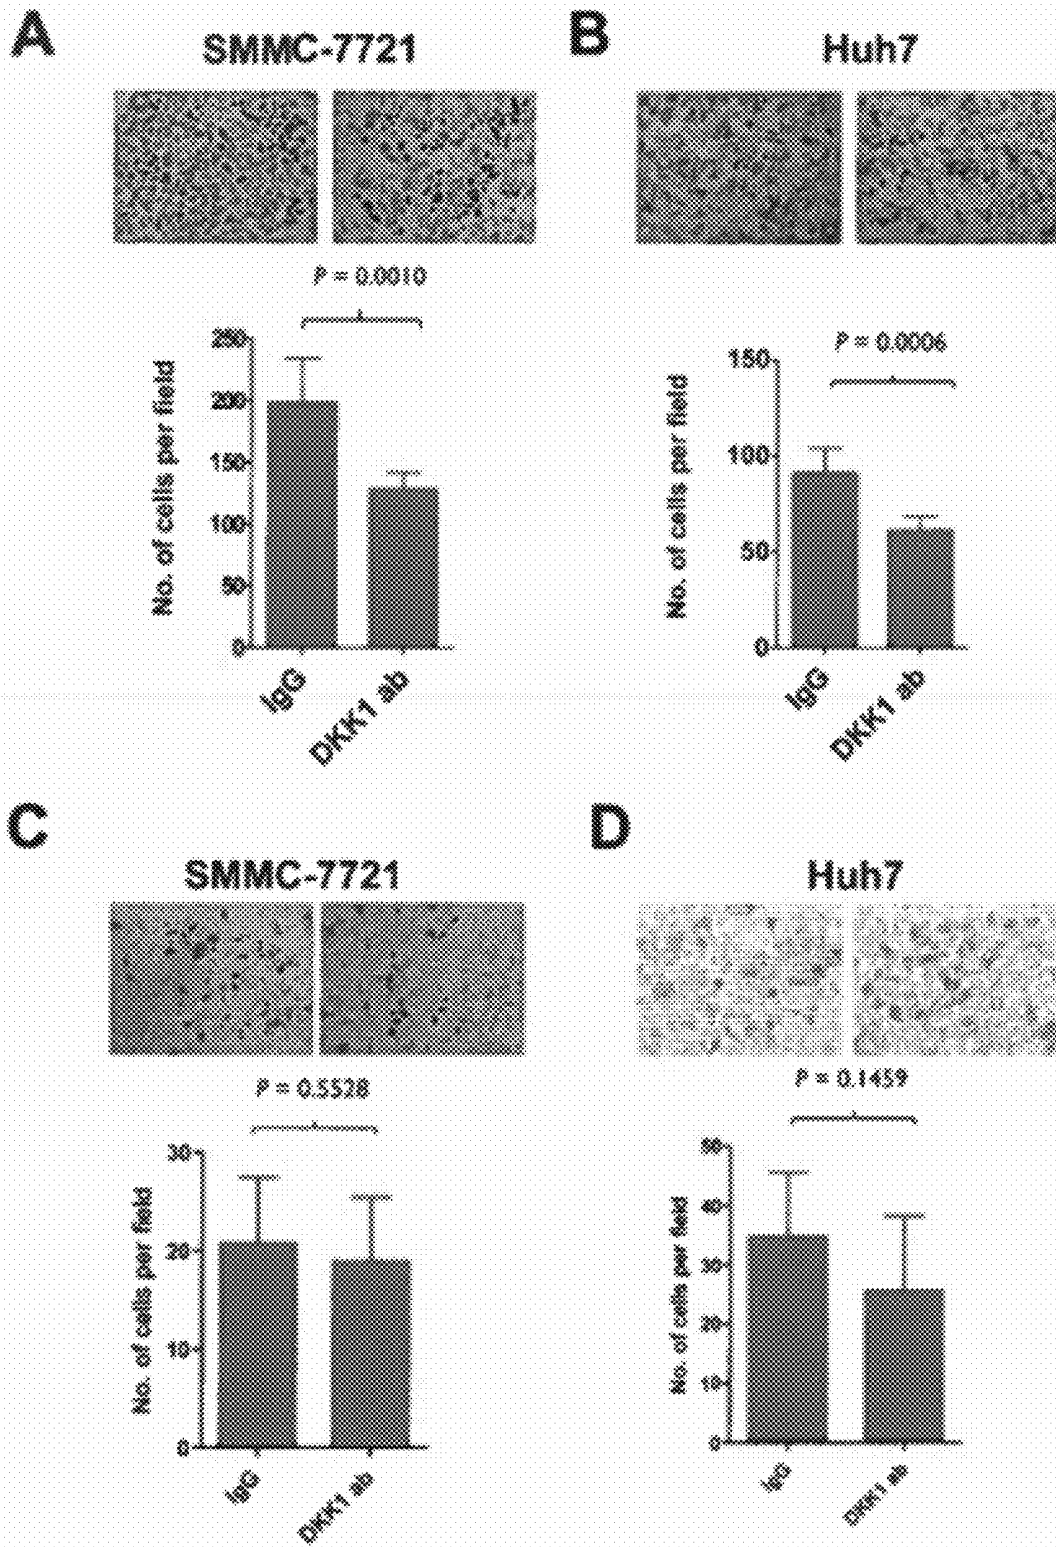 A
SMMC-7721
P = 0.0010
No. of cells per field
250
200
150
100
50
0
IgG
DKK1 ab
B
Huh7
P = 0.0006
No. of cells per field
150
100
50
0
IgG
DKK1 ab
C
SMMC-7721
P = 0.5528
No. of cells per field
30
20
10
0
IgG
DKK1 ab
D
Huh7
P = 0.1459
No. of cells per field
50
40
30
20
10
0
IgG
DKK1 ab